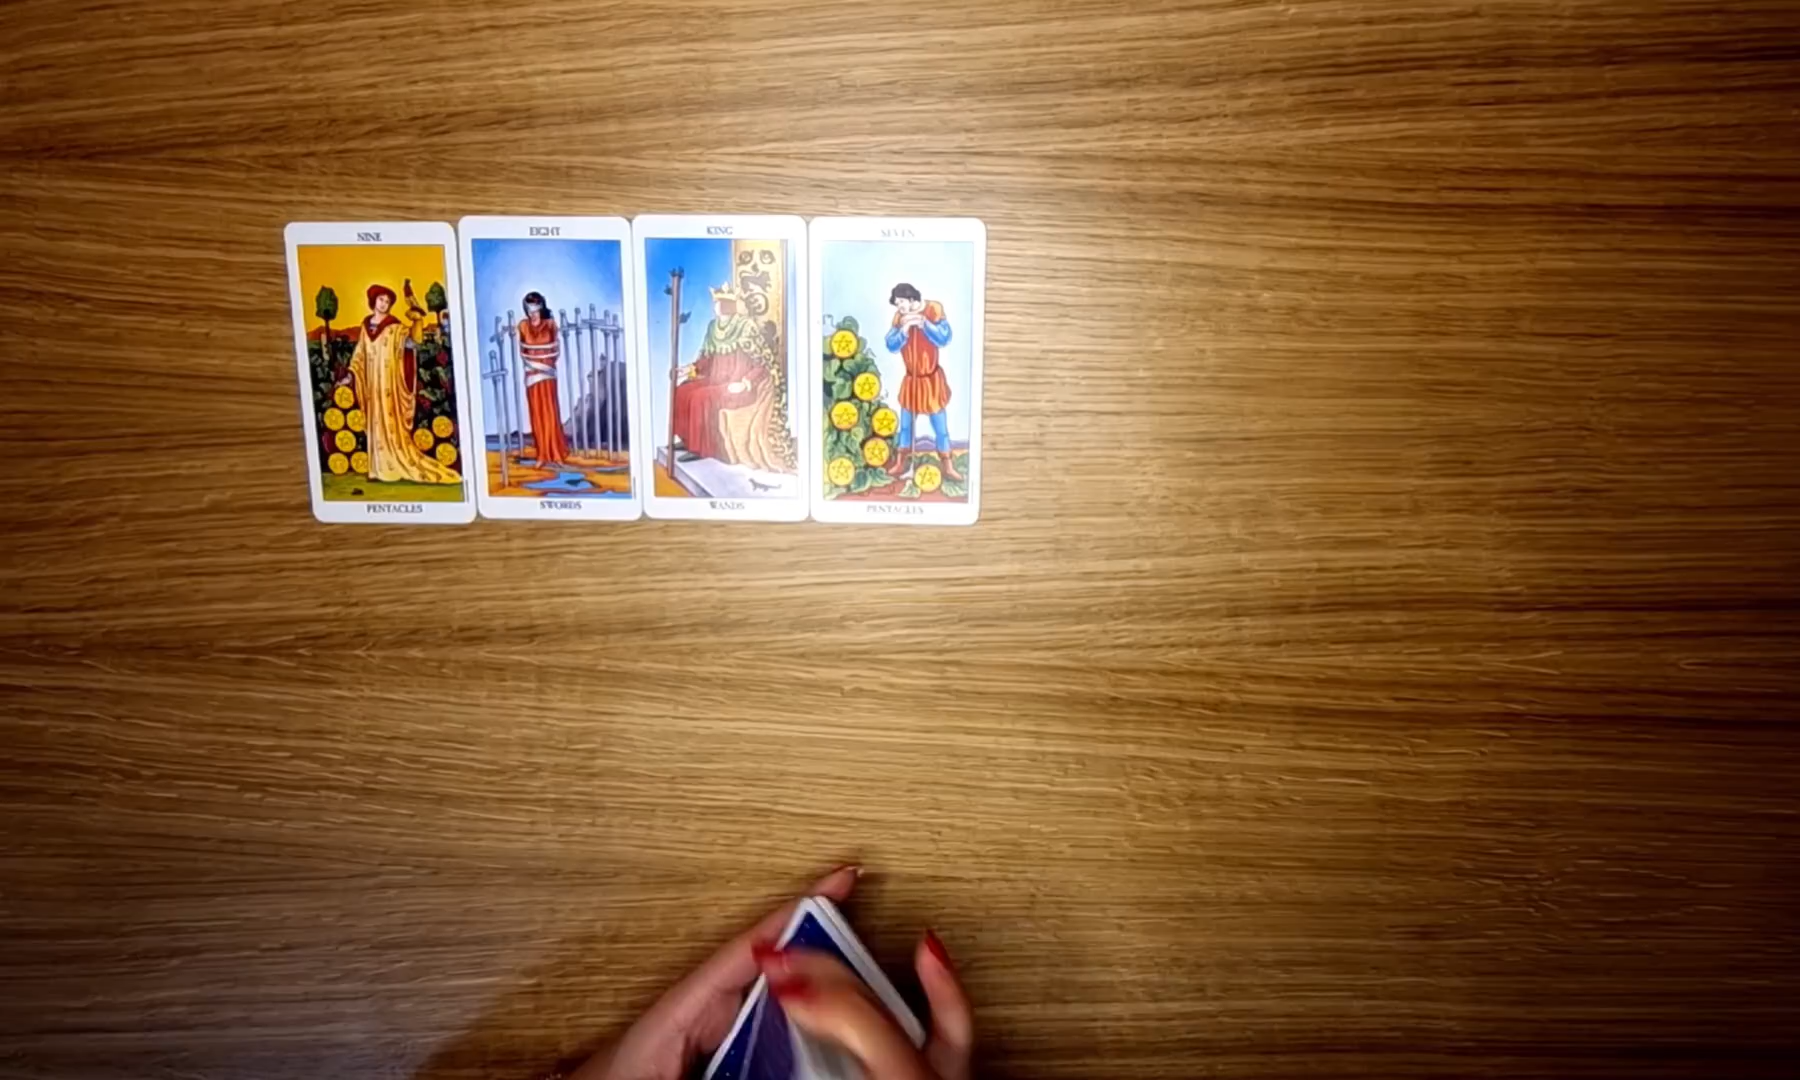 NINE
PENTACLES
EIGHT
SWORDS
KING
WANDS
SEVEN
PENTACLES